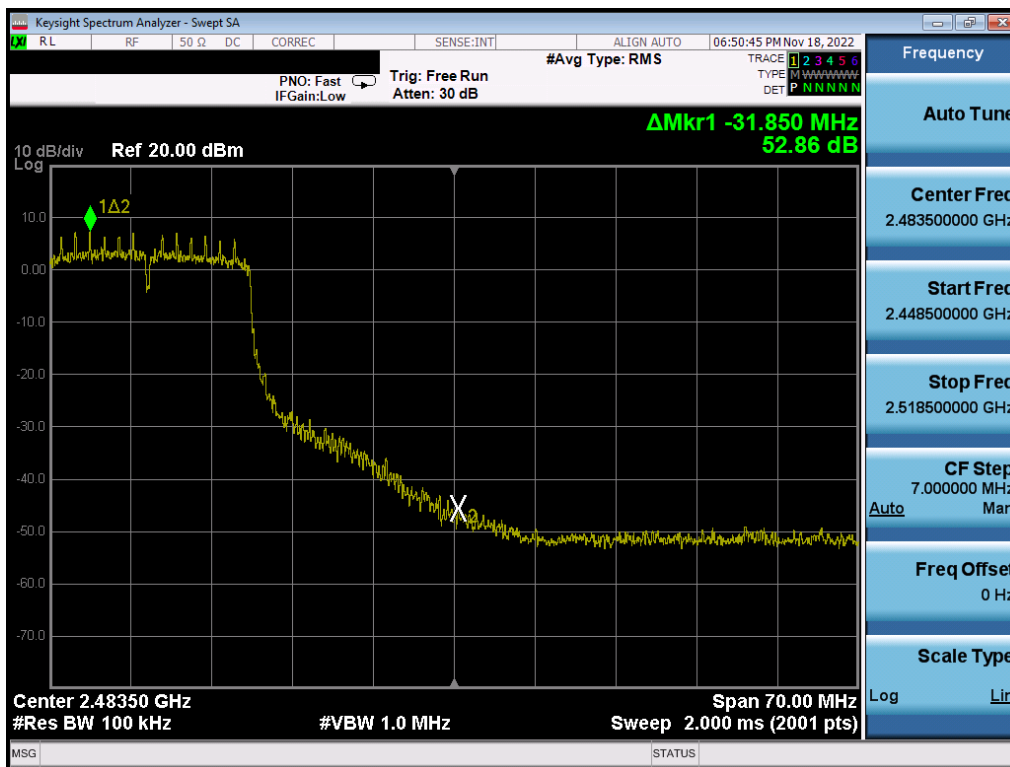 Keysight Spectrum Analyzer - Swept SA
LXI RL RF 50 Ω DC CORREC SENSE:INT ALIGN AUTO 06:50:45 PM Nov 18, 2022
Frequency
PNO: Fast
IFGain:Low
Trig: Free Run
Atten: 30 dB
#Avg Type: RMS
TRACE 1 2 3 4 5 6
TYPE M WWWWW
DET P N N N N N
Auto Tune
ΔMkr1 -31.850 MHz
52.86 dB
10 dB/div Ref 20.00 dBm
Log
1Δ2
10.0
0.00
-10.0
-20.0
-30.0
-40.0
-50.0
-60.0
-70.0
X2
Center Freq
2.483500000 GHz
Start Freq
2.448500000 GHz
Stop Freq
2.518500000 GHz
CF Step
7.000000 MHz
Auto Man
Freq Offset
0 Hz
Scale Type
Log Lin
Center 2.48350 GHz Span 70.00 MHz
#Res BW 100 kHz #VBW 1.0 MHz Sweep 2.000 ms (2001 pts)
MSG STATUS